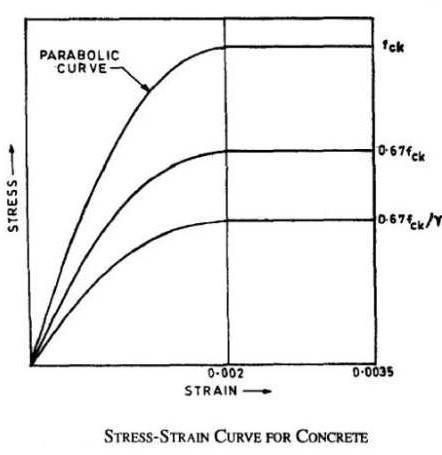 PARABOLIC
CURVE
fck
0·67fck
0·67fck/γ
STRESS
0·002
0·0035
STRAIN
STRESS-STRAIN CURVE FOR CONCRETE